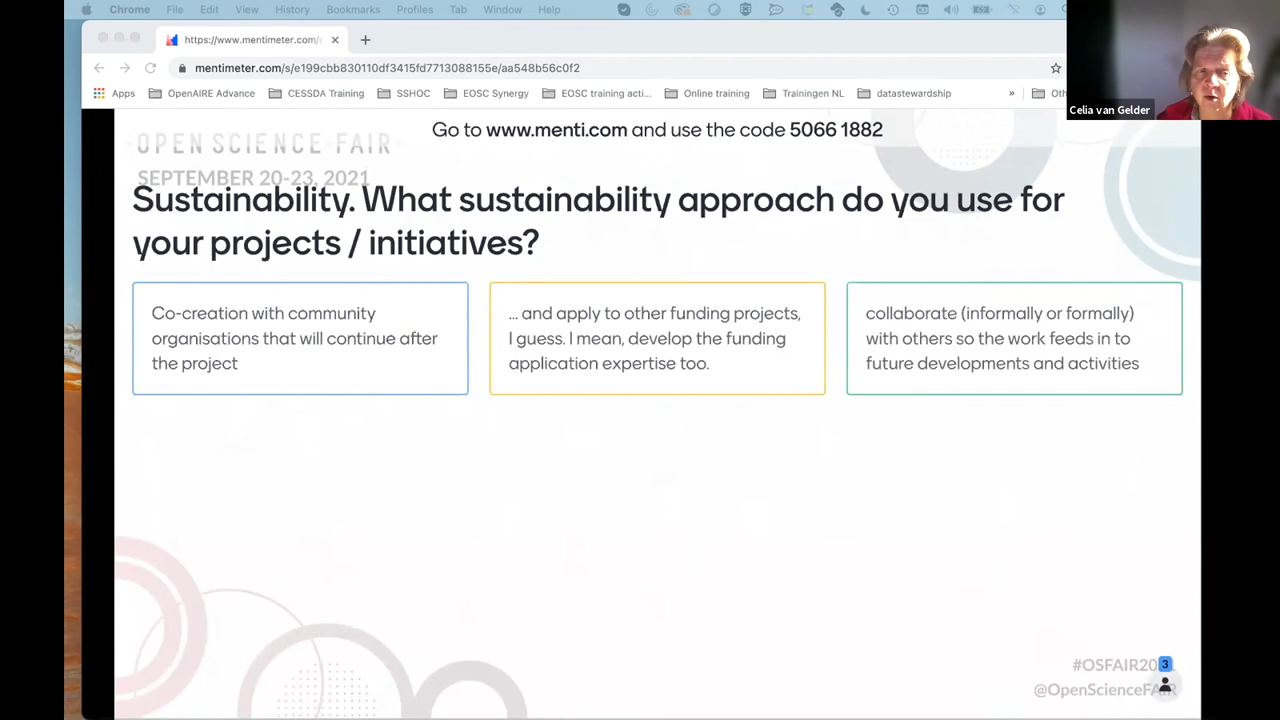 Chrome File Edit View History Bookmarks Profiles Tab Window Help
https://www.mentimeter.com/s
mentimeter.com/s/e199cbb830110df3415fd7713088155e/aa548b56c0f2
Apps OpenAIRE Advance CESSDA Training SSHOC EOSC Synergy EOSC training acti... Online training Trainingen NL datastewardship » Oth
Celia van Gelder
Go to www.menti.com and use the code 5066 1882
OPEN SCIENCE FAIR
SEPTEMBER 20-23, 2021
Sustainability. What sustainability approach do you use for
your projects / initiatives?
Co-creation with community
organisations that will continue after
the project
... and apply to other funding projects,
I guess. I mean, develop the funding
application expertise too.
collaborate (informally or formally)
with others so the work feeds in to
future developments and activities
#OSFAIR20
3
@OpenScienceFAIR